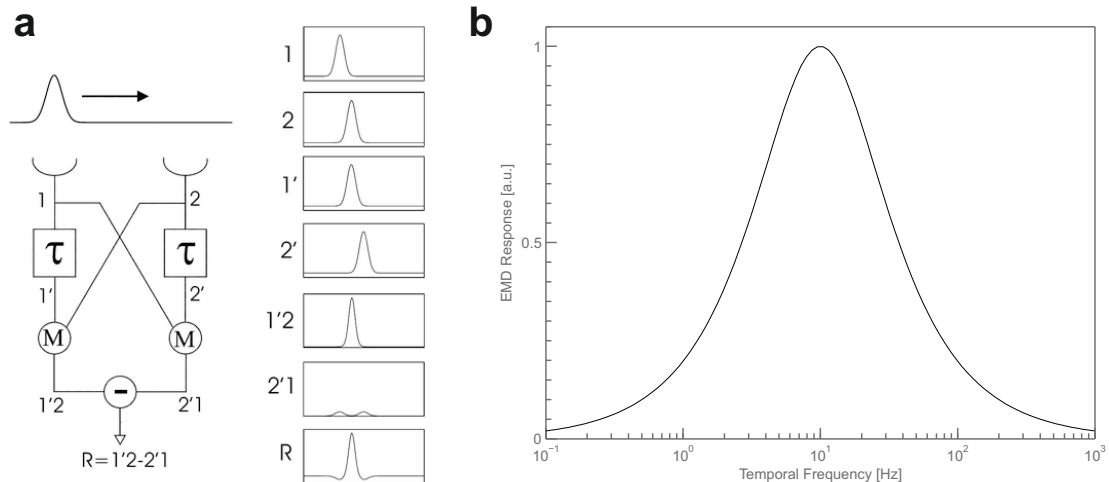 a
1
2
τ
τ
1'
2'
M
M
-
1'2
2'1
R=1'2-2'1
1
2
1'
2'
1'2
2'1
R
b
EMD Response [a.u.]
1
0.5
0
10⁻¹
10⁰
10¹
10²
10³
Temporal Frequency [Hz]